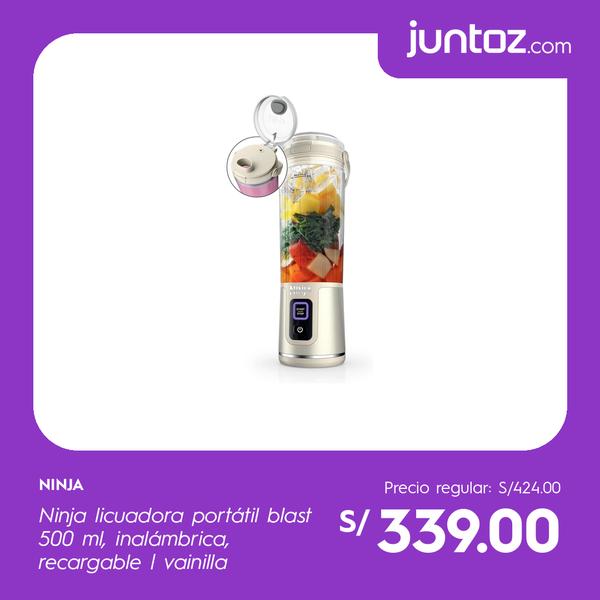 juntoz.com
NINJA
Ninja licuadora portátil blast
500 ml, inalámbrica,
recargable | vainilla
Precio regular: S/424.00
S/ 339.00